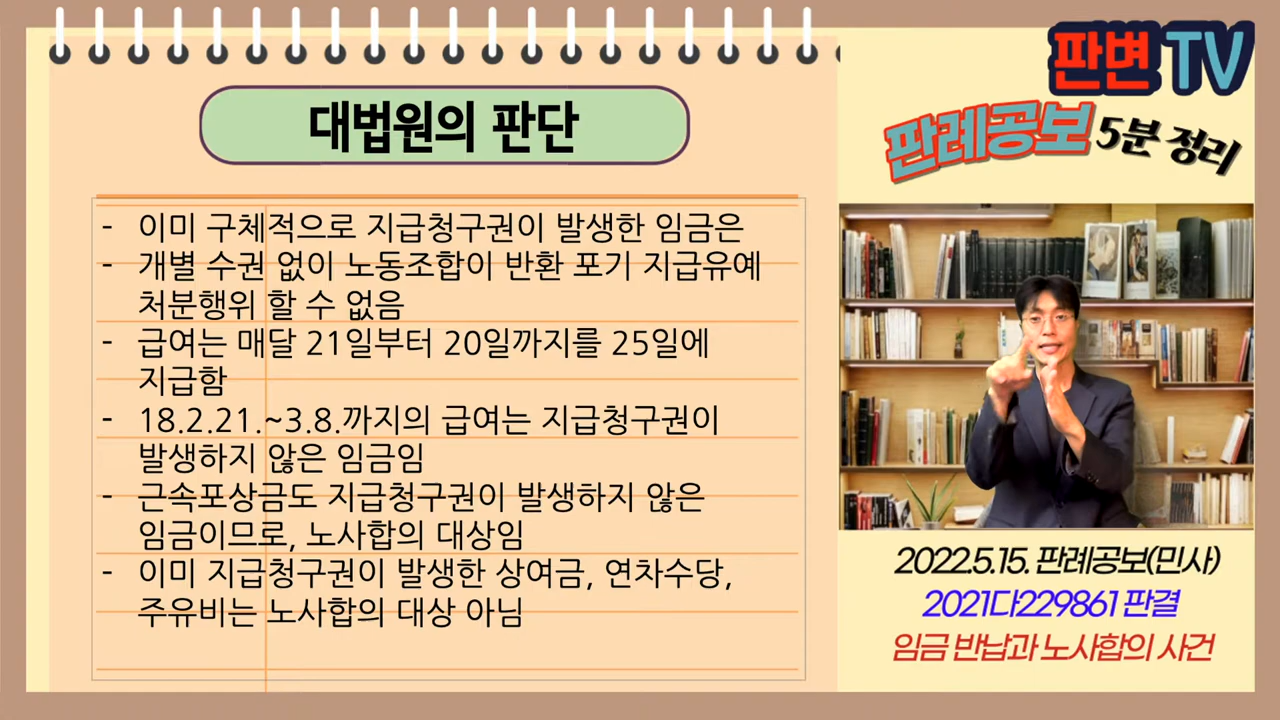 판변 TV
판례공보 5분 정리
대법원의 판단
- 이미 구체적으로 지급청구권이 발생한 임금은
- 개별 수권 없이 노동조합이 반환 포기 지급유예
처분행위 할 수 없음
- 급여는 매달 21일부터 20일까지를 25일에
지급함
- 18.2.21.~3.8.까지의 급여는 지급청구권이
발생하지 않은 임금임
- 근속포상금도 지급청구권이 발생하지 않은
임금이므로, 노사합의 대상임
- 이미 지급청구권이 발생한 상여금, 연차수당,
주유비는 노사합의 대상 아님
2022.5.15. 판례공보(민사)
2021다229861 판결
임금 반납과 노사합의 사건